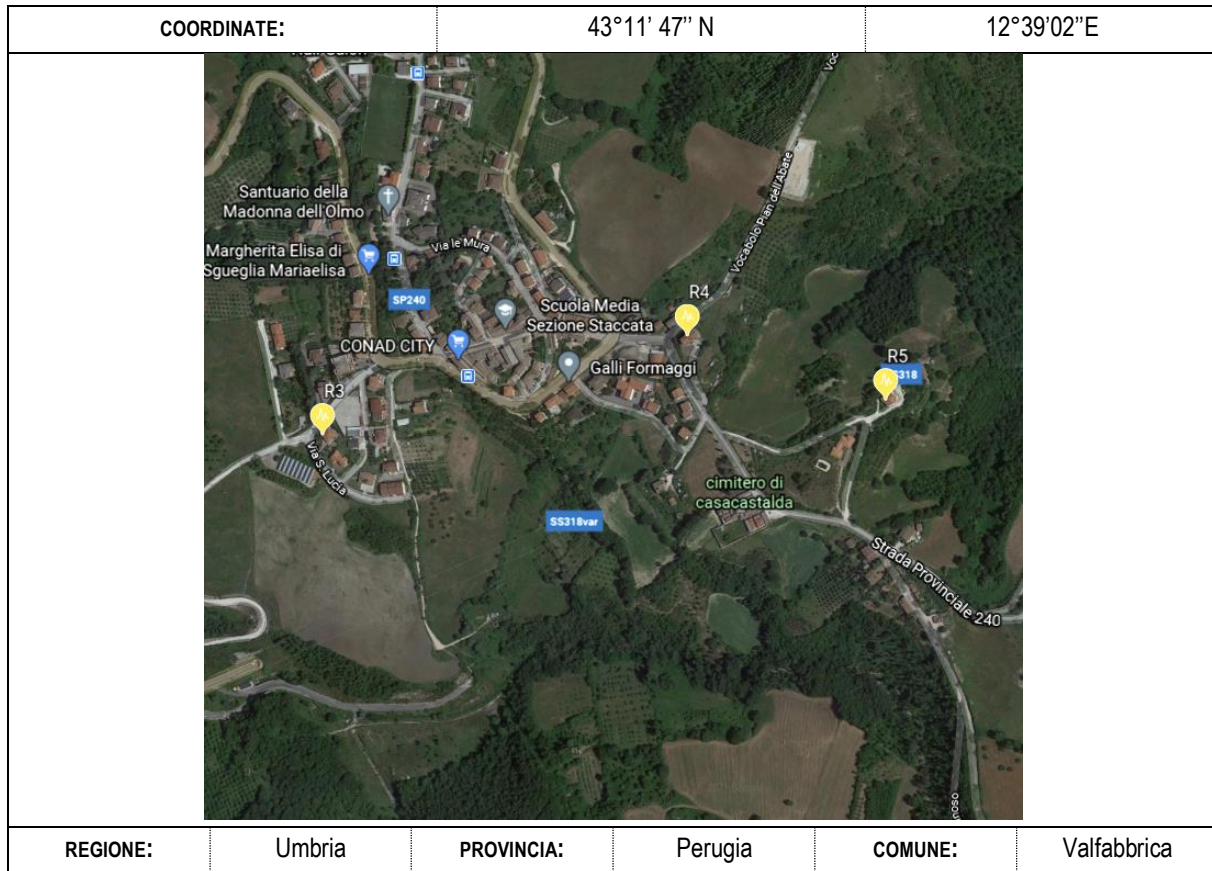 COORDINATE: 43°11' 47'' N 12°39'02''E
Santuario della
Madonna dell'Olmo
Margherita Elisa di
Sgueglia Mariaelisa
Via le Mura
SP240
CONAD CITY
Scuola Media
Sezione Staccata
Galli Formaggi
R4
Vocabolo Pian dell'Abate
R5
R3
Via S. Lucia
cimitero di
casacastalda
SS318var
Strada Provinciale 240
REGIONE: Umbria PROVINCIA: Perugia COMUNE: Valfabbrica